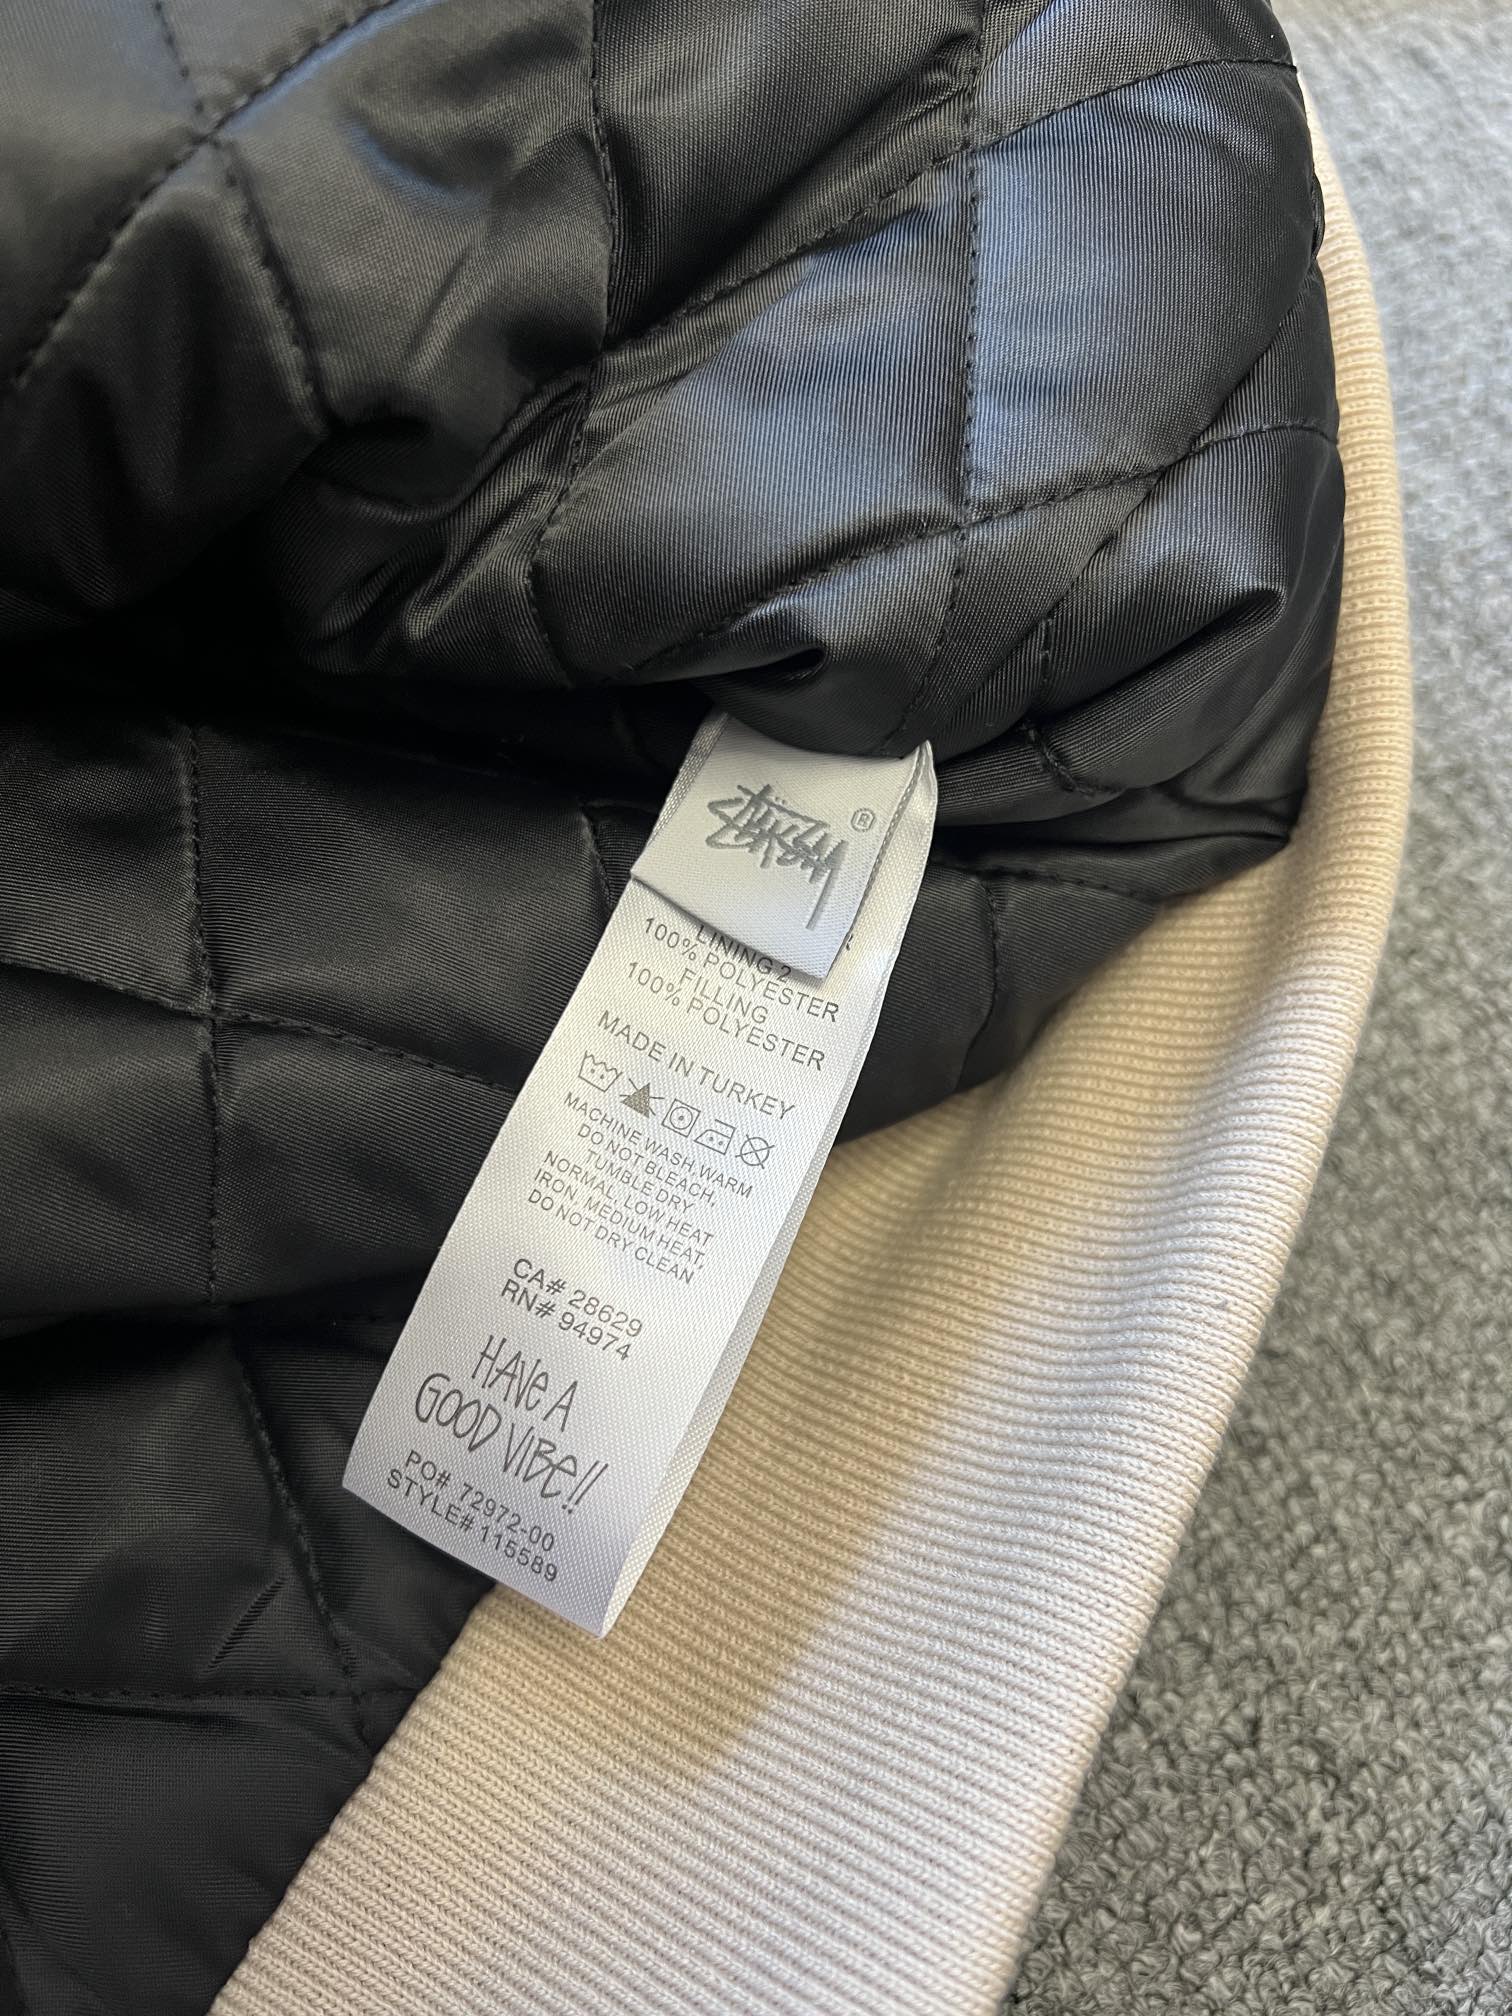 STÜSSY ®
LINING 2
100% POLYESTER
FILLING
100% POLYESTER
MADE IN TURKEY
MACHINE WASH, WARM
DO NOT BLEACH,
TUMBLE DRY
NORMAL, LOW HEAT
IRON, MEDIUM HEAT,
DO NOT DRY CLEAN
CA# 28629
RN# 94974
HAVE A
GOOD VIBE!!
PO# 72972-00
STYLE# 115589